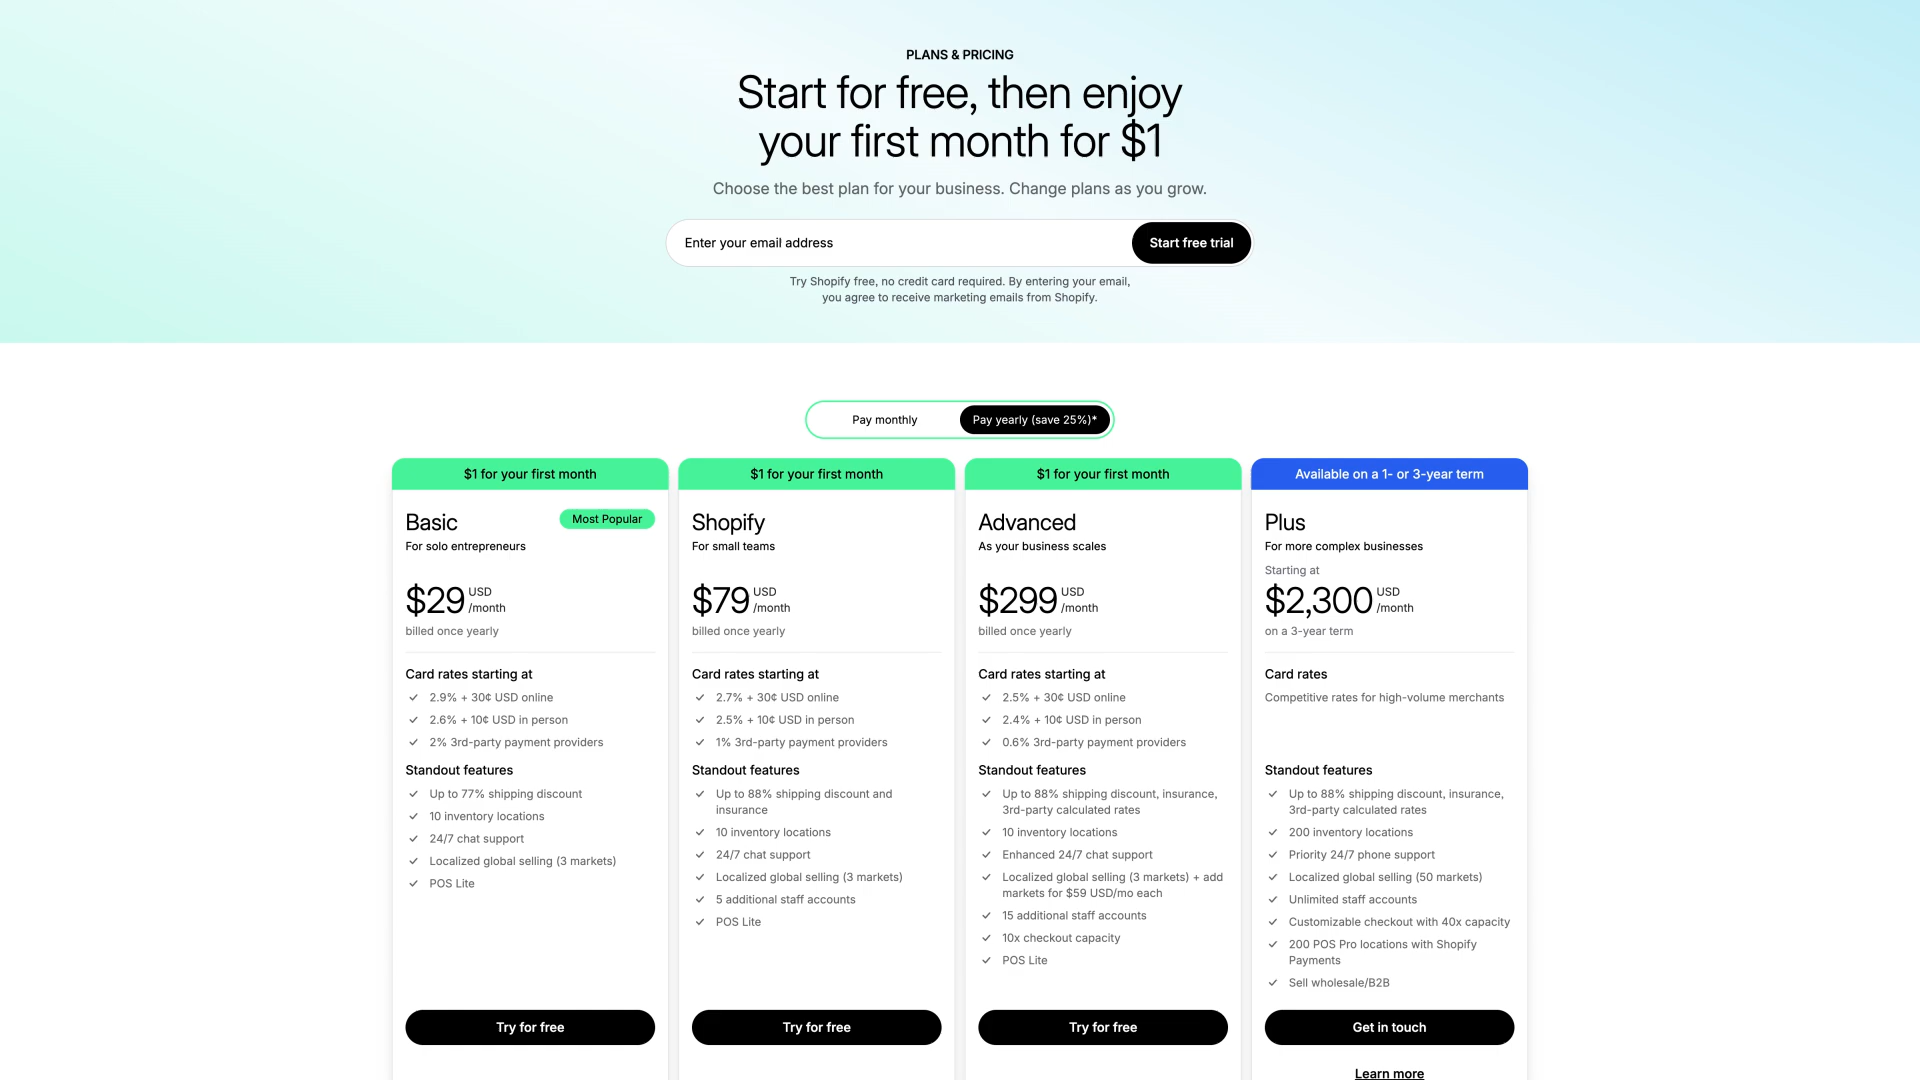 PLANS & PRICING
Start for free, then enjoy
your first month for $1
Choose the best plan for your business. Change plans as you grow.
Enter your email address
Start free trial
Try Shopify free, no credit card required. By entering your email,
you agree to receive marketing emails from Shopify.
Pay monthly
Pay yearly (save 25%)*
$1 for your first month
Basic
Most Popular
For solo entrepreneurs
$29 USD
/month
billed once yearly
Card rates starting at
2.9% + 30¢ USD online
2.6% + 10¢ USD in person
2% 3rd-party payment providers
Standout features
Up to 77% shipping discount
10 inventory locations
24/7 chat support
Localized global selling (3 markets)
POS Lite
Try for free
$1 for your first month
Shopify
For small teams
$79 USD
/month
billed once yearly
Card rates starting at
2.7% + 30¢ USD online
2.5% + 10¢ USD in person
1% 3rd-party payment providers
Standout features
Up to 88% shipping discount and
insurance
10 inventory locations
24/7 chat support
Localized global selling (3 markets)
5 additional staff accounts
POS Lite
Try for free
$1 for your first month
Advanced
As your business scales
$299 USD
/month
billed once yearly
Card rates starting at
2.5% + 30¢ USD online
2.4% + 10¢ USD in person
0.6% 3rd-party payment providers
Standout features
Up to 88% shipping discount, insurance,
3rd-party calculated rates
10 inventory locations
Enhanced 24/7 chat support
Localized global selling (3 markets) + add
markets for $59 USD/mo each
15 additional staff accounts
10x checkout capacity
POS Lite
Try for free
Available on a 1- or 3-year term
Plus
For more complex businesses
Starting at
$2,300 USD
/month
on a 3-year term
Card rates
Competitive rates for high-volume merchants
Standout features
Up to 88% shipping discount, insurance,
3rd-party calculated rates
200 inventory locations
Priority 24/7 phone support
Localized global selling (50 markets)
Unlimited staff accounts
Customizable checkout with 40x capacity
200 POS Pro locations with Shopify
Payments
Sell wholesale/B2B
Get in touch
Learn more